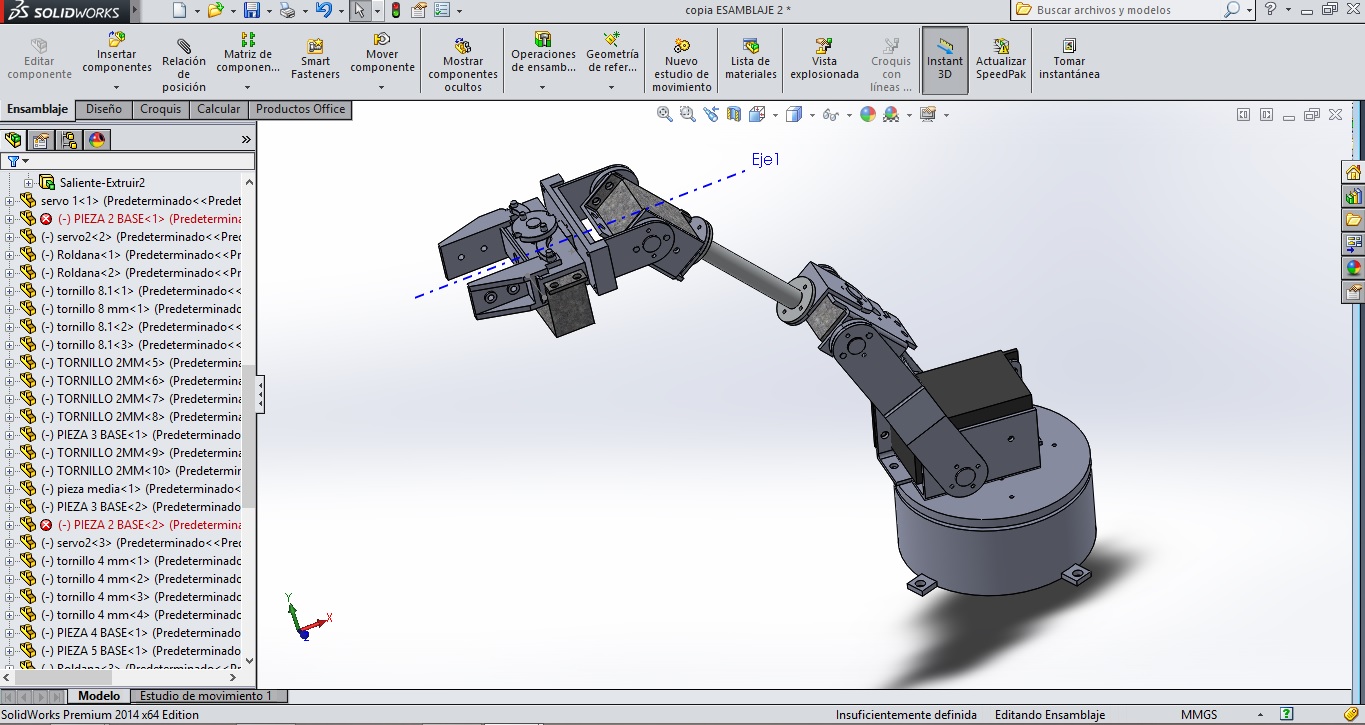 SOLIDWORKS
copia ESAMBLAJE 2 *
Buscar archivos y modelos
Editar componente
Insertar componentes
Relación de posición
Matriz de componen...
Smart Fasteners
Mover componente
Mostrar componentes ocultos
Operaciones de ensamb...
Geometría de refer...
Nuevo estudio de movimiento
Lista de materiales
Vista explosionada
Croquis con líneas ...
Instant 3D
Actualizar SpeedPak
Tomar instantánea
Ensamblaje
Diseño
Croquis
Calcular
Productos Office
Saliente-Extruir2
servo 1<1> (Predeterminado<<Predet
(-) PIEZA 2 BASE<1> (Predetermina
(-) servo2<2> (Predeterminado<<Pred
(-) Roldana<1> (Predeterminado<<Pr
(-) Roldana<2> (Predeterminado<<Pr
(-) tornillo 8.1<1> (Predeterminado<<
(-) tornillo 8 mm<1> (Predeterminado
(-) tornillo 8.1<2> (Predeterminado<<
(-) tornillo 8.1<3> (Predeterminado<<
(-) TORNILLO 2MM<5> (Predetermina
(-) TORNILLO 2MM<6> (Predetermina
(-) TORNILLO 2MM<7> (Predetermina
(-) TORNILLO 2MM<8> (Predetermina
(-) PIEZA 3 BASE<1> (Predeterminado
(-) TORNILLO 2MM<9> (Predetermina
(-) TORNILLO 2MM<10> (Predetermin
(-) pieza media<1> (Predeterminado<
(-) PIEZA 3 BASE<2> (Predeterminado
(-) PIEZA 2 BASE<2> (Predetermina
(-) servo2<3> (Predeterminado<<Pred
(-) tornillo 4 mm<1> (Predeterminado
(-) tornillo 4 mm<2> (Predeterminado
(-) tornillo 4 mm<3> (Predeterminado
(-) tornillo 4 mm<4> (Predeterminado
(-) PIEZA 4 BASE<1> (Predeterminado
(-) PIEZA 5 BASE<1> (Predeterminado
(-) Roldana<3> (Predeterminado<<Pr
Eje1
Y
X
Z
Modelo
Estudio de movimiento 1
SolidWorks Premium 2014 x64 Edition
Insuficientemente definida
Editando Ensamblaje
MMGS